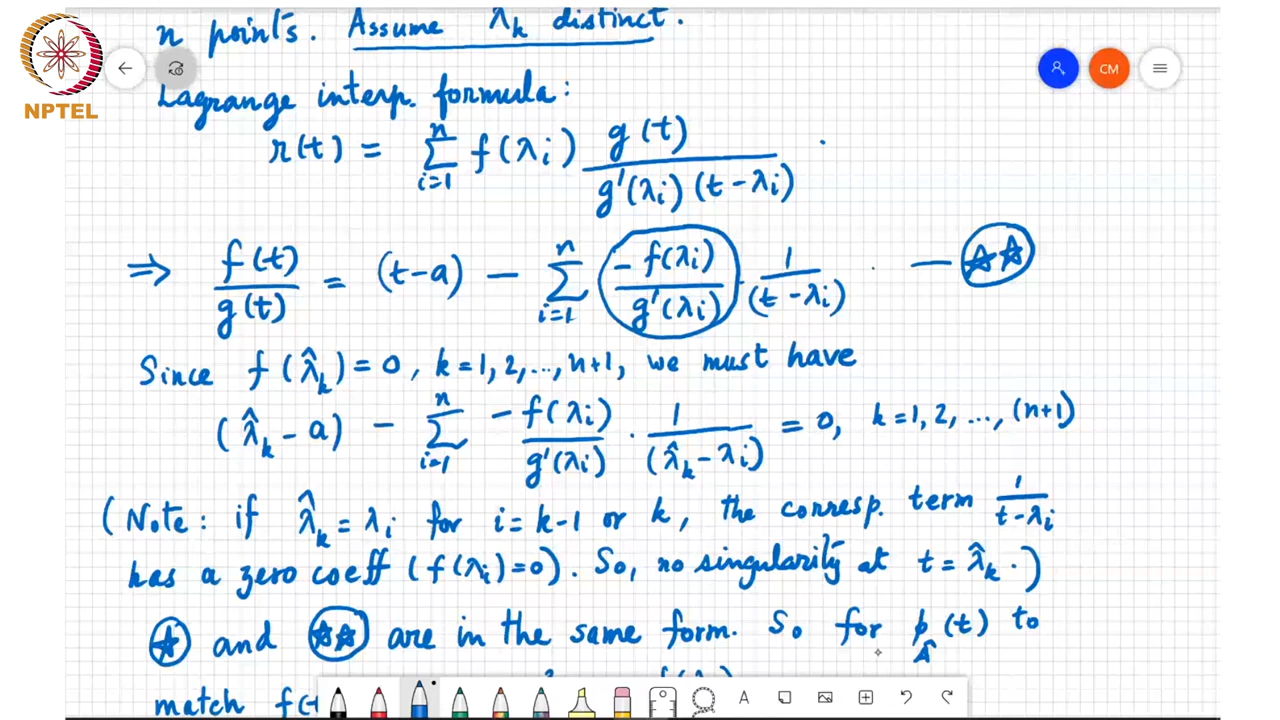 n points. Assume λ_k distinct.
Lagrange interp. formula:
r(t) = Σ_{i=1}^{n} f(λ_i) g(t) / (g'(λ_i) (t - λ_i)) .
⇒ f(t)/g(t) = (t-a) - Σ_{i=1}^{n} (- f(λ_i)/g'(λ_i)) · 1/(t - λ_i) . — ☆☆
Since f(λ̂_k) = 0, k = 1, 2, ..., n+1, we must have
(λ̂_k - a) - Σ_{i=1}^{n} - f(λ_i)/g'(λ_i) · 1/(λ̂_k - λ_i) = 0, k = 1, 2, ..., (n+1)
(Note: if λ̂_k = λ_i for i = k-1 or k, the corresp. term 1/(t - λ_i)
has a zero coeff (f(λ_i) = 0). So, no singularity at t = λ̂_k.)
☆ and ☆☆ are in the same form. So for p_Â(t) to
match
NPTEL
CM
A